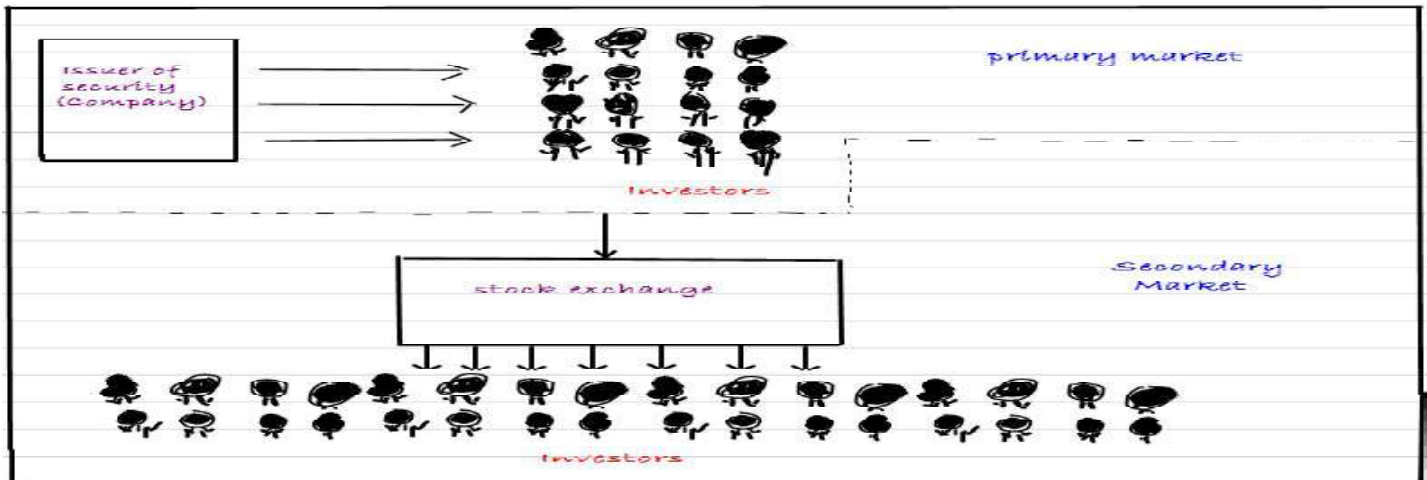 Issuer of
security
(Company)
primary market
Investors
stock exchange
Secondary
Market
Investors